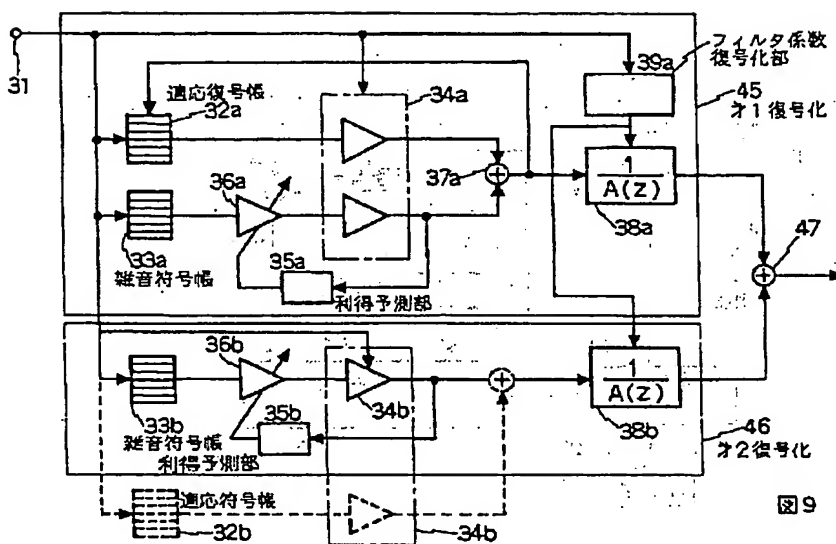 31
適応復号帳
32a
34a
39a
フィルタ係数
復号化部
45
才1復号化
36a
37a
1
A(Z)
38a
33a
雑音符号帳
35a
利得予測部
47
36b
34b
33b
35b
雑音符号帳
利得予測部
1
A(Z)
38b
46
才2復号化
適応符号帳
32b
34b
図9